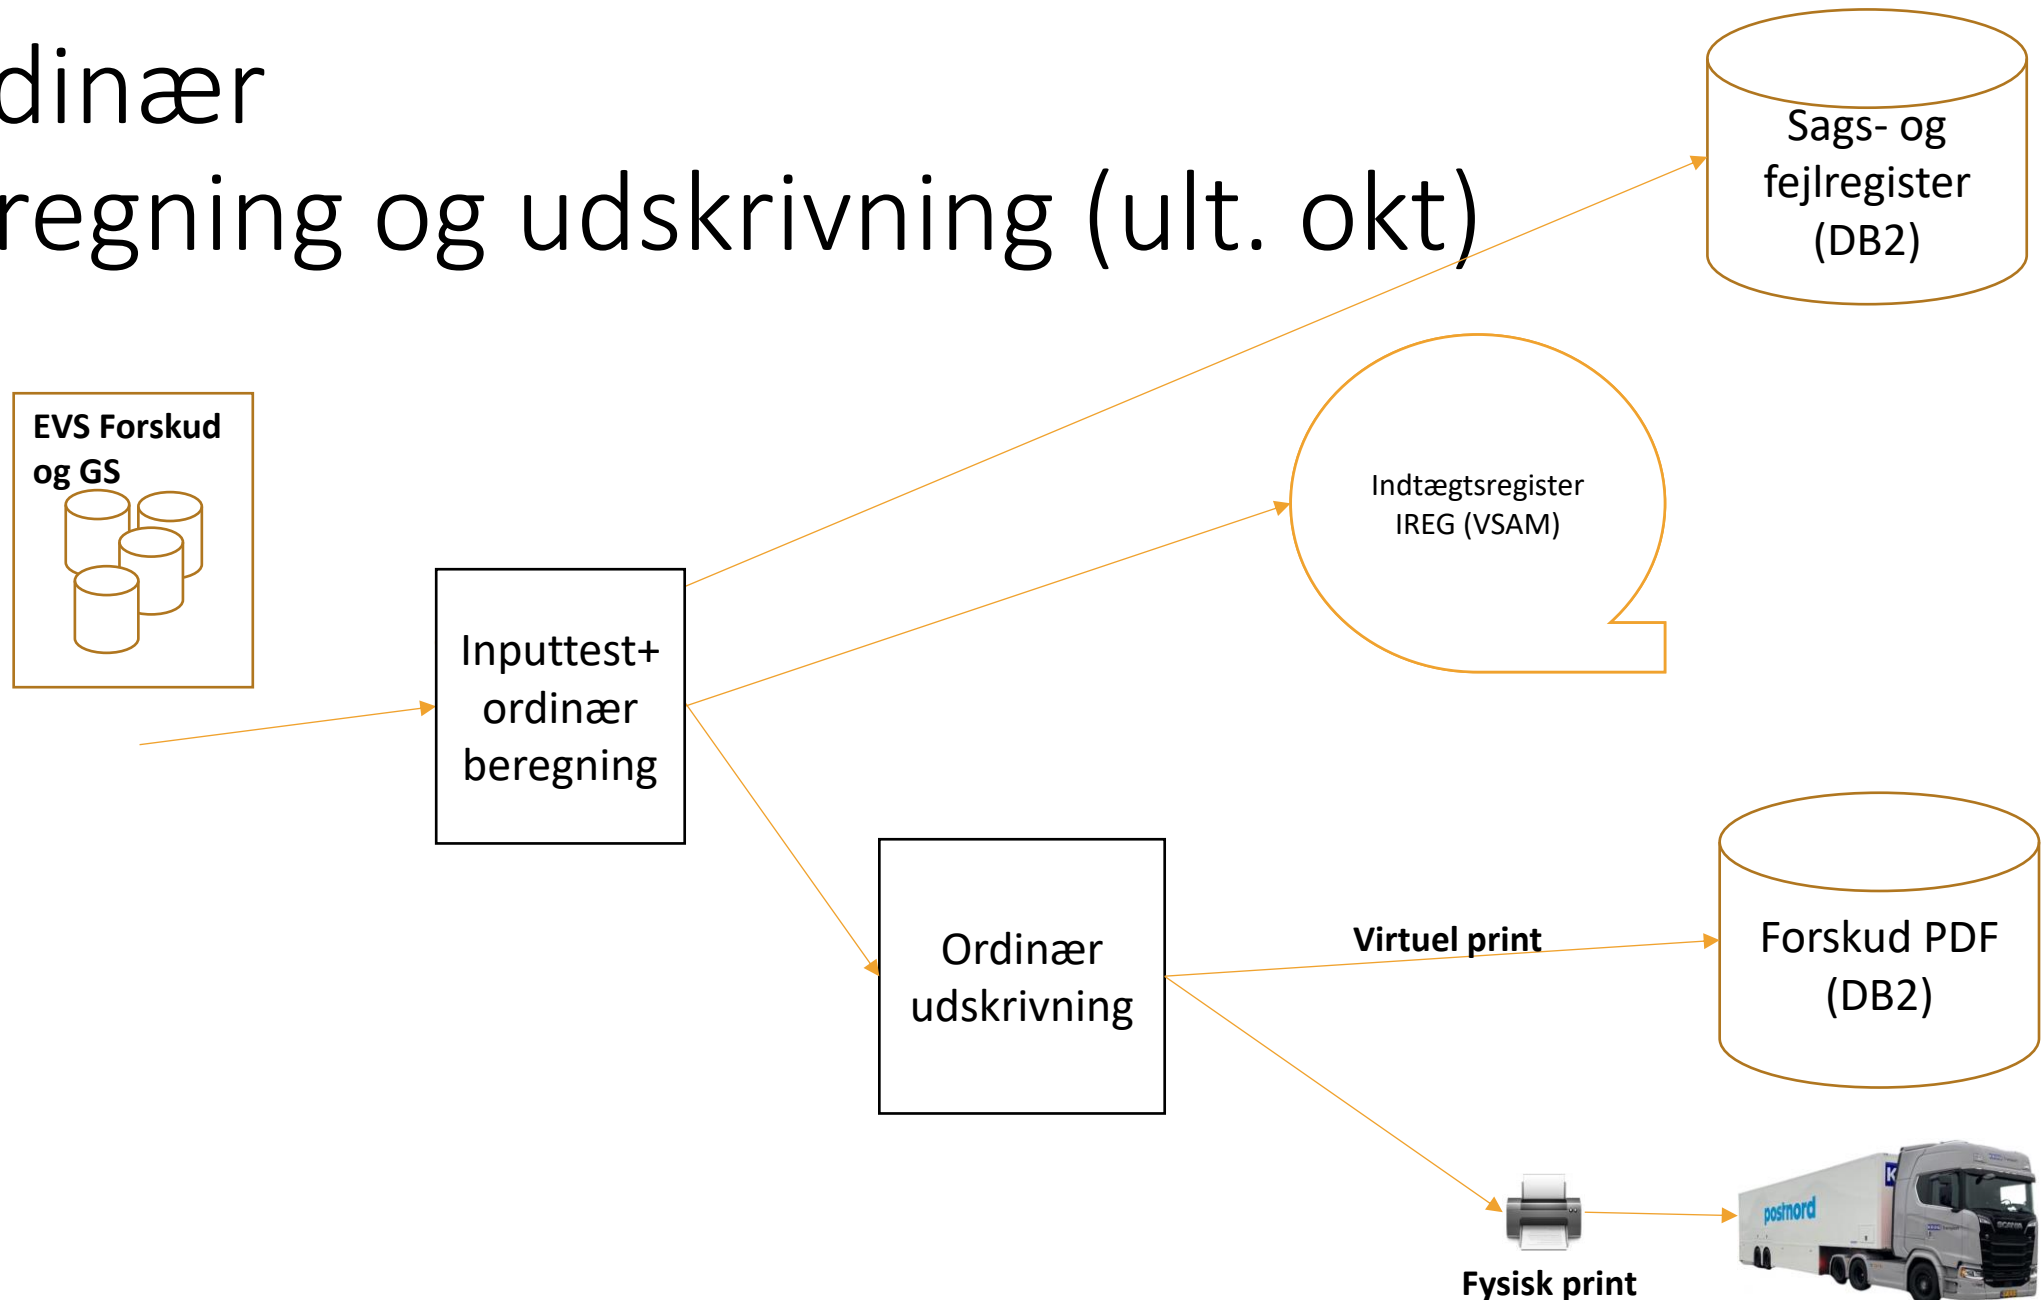 dinær
regning og udskrivning (ult. okt)
Sags- og
fejlregister
(DB2)
EVS Forskud
og GS
Indtægtsregister
IREG (VSAM)
Inputtest+
ordinær
beregning
Ordinær
udskrivning
Virtuel print
Forskud PDF
(DB2)
Fysisk print
postnord
SCANIA